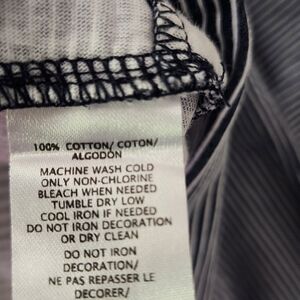 100% COTTON/ COTON/
ALGODÓN
MACHINE WASH COLD
ONLY NON-CHLORINE
BLEACH WHEN NEEDED
TUMBLE DRY LOW
COOL IRON IF NEEDED
DO NOT IRON DECORATION
OR DRY CLEAN
DO NOT IRON
DECORATION/
NE PAS REPASSER LE
DECORER/